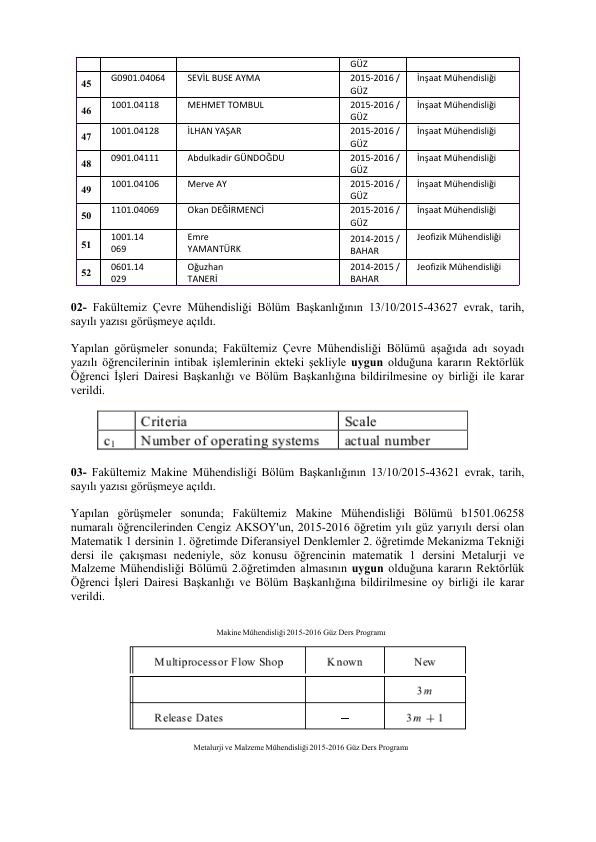 GÜZ
45 G0901.04064 SEVİL BUSE AYMA 2015-2016 / İnşaat Mühendisliği
GÜZ
46 1001.04118 MEHMET TOMBUL 2015-2016 / İnşaat Mühendisliği
GÜZ
47 1001.04128 İLHAN YAŞAR 2015-2016 / İnşaat Mühendisliği
GÜZ
48 0901.04111 Abdulkadir GÜNDOĞDU 2015-2016 / İnşaat Mühendisliği
GÜZ
49 1001.04106 Merve AY 2015-2016 / İnşaat Mühendisliği
GÜZ
50 1101.04069 Okan DEĞİRMENCİ 2015-2016 / İnşaat Mühendisliği
GÜZ
51 1001.14 Emre 2014-2015 / Jeofizik Mühendisliği
069 YAMANTÜRK BAHAR
52 0601.14 Oğuzhan 2014-2015 / Jeofizik Mühendisliği
029 TANERİ BAHAR
02- Fakültemiz Çevre Mühendisliği Bölüm Başkanlığının 13/10/2015-43627 evrak, tarih,
sayılı yazısı görüşmeye açıldı.
Yapılan görüşmeler sonunda; Fakültemiz Çevre Mühendisliği Bölümü aşağıda adı soyadı
yazılı öğrencilerinin intibak işlemlerinin ekteki şekliyle uygun olduğuna kararın Rektörlük
Öğrenci İşleri Dairesi Başkanlığı ve Bölüm Başkanlığına bildirilmesine oy birliği ile karar
verildi.
Criteria Scale
c1 Number of operating systems actual number
03- Fakültemiz Makine Mühendisliği Bölüm Başkanlığının 13/10/2015-43621 evrak, tarih,
sayılı yazısı görüşmeye açıldı.
Yapılan görüşmeler sonunda; Fakültemiz Makine Mühendisliği Bölümü b1501.06258
numaralı öğrencilerinden Cengiz AKSOY'un, 2015-2016 öğretim yılı güz yarıyılı dersi olan
Matematik 1 dersinin 1. öğretimde Diferansiyel Denklemler 2. öğretimde Mekanizma Tekniği
dersi ile çakışması nedeniyle, söz konusu öğrencinin matematik 1 dersini Metalurji ve
Malzeme Mühendisliği Bölümü 2.öğretimden almasının uygun olduğuna kararın Rektörlük
Öğrenci İşleri Dairesi Başkanlığı ve Bölüm Başkanlığına bildirilmesine oy birliği ile karar
verildi.
Makine Mühendisliği 2015-2016 Güz Ders Programı
Multiprocessor Flow Shop Known New
3m
Release Dates – 3m + 1
Metalurji ve Malzeme Mühendisliği 2015-2016 Güz Ders Programı